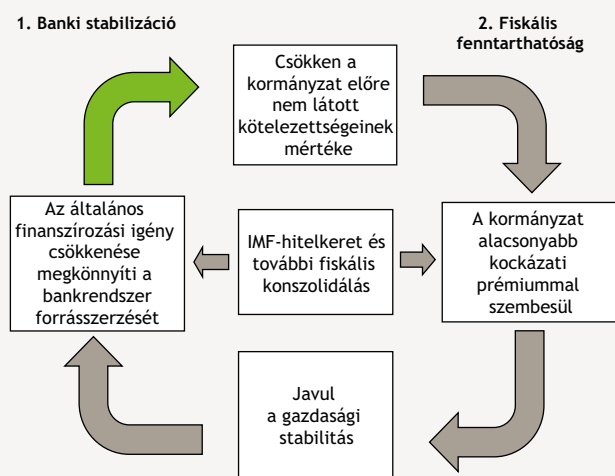 1. Banki stabilizáció
2. Fiskális
fenntarthatóság
Csökken a
kormányzat előre
nem látott
kötelezettségeinek
mértéke
Az általános
finanszírozási igény
csökkenése
megkönnyíti a
bankrendszer
forrásszerzését
IMF-hitelkeret és
további fiskális
konszolidálás
A kormányzat
alacsonyabb
kockázati
prémiummal
szembesül
Javul
a gazdasági
stabilitás